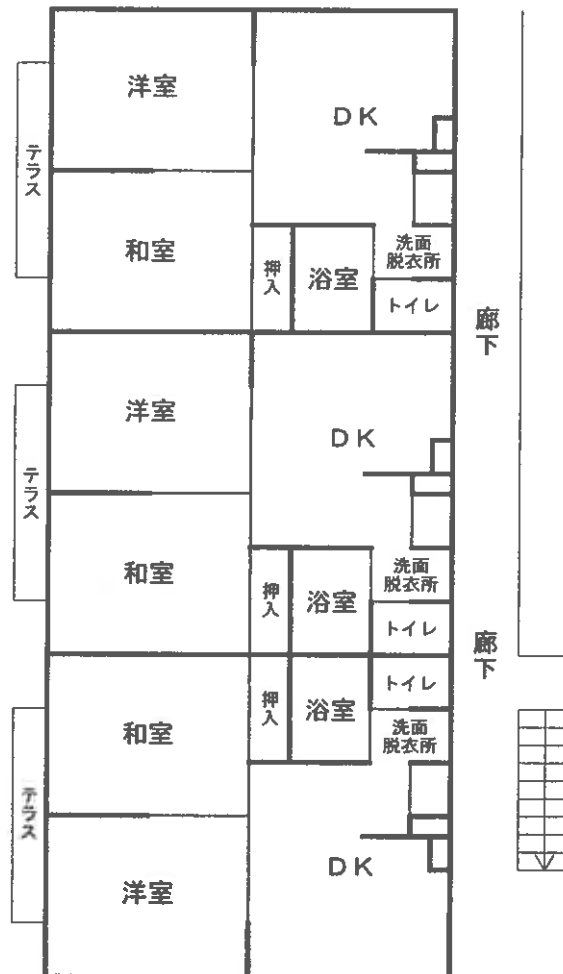 洋室
DK
テラス
和室
押入
浴室
洗面
脱衣所
トイレ
廊下
洋室
DK
テラス
和室
押入
浴室
洗面
脱衣所
トイレ
廊下
和室
押入
浴室
トイレ
洗面
脱衣所
テラス
洋室
DK